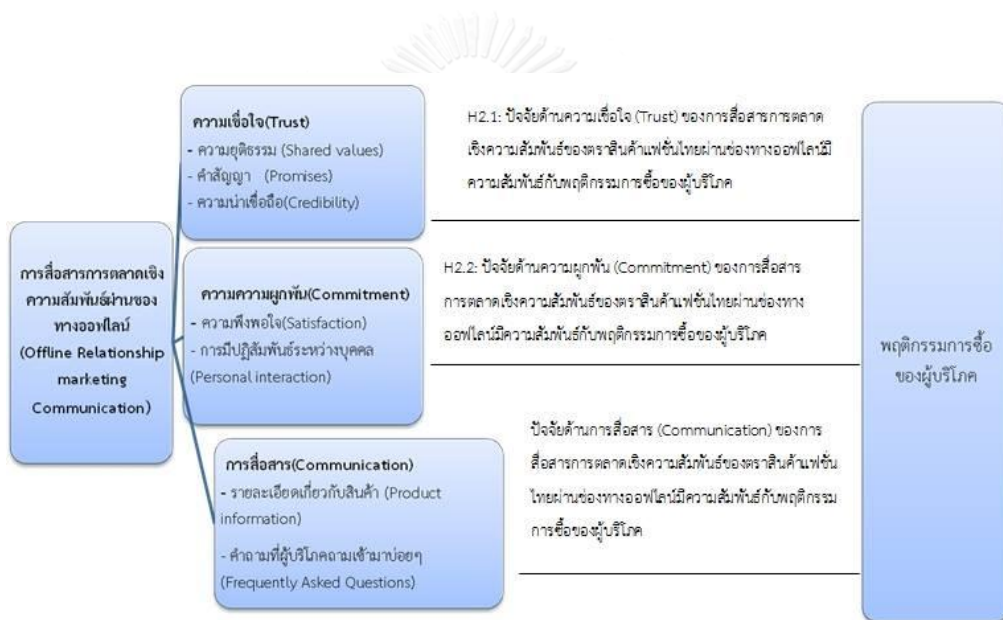 การสื่อสารการตลาดเชิง
ความสัมพันธ์ผ่านของ
ทางออฟไลน์
(Offline Relationship
marketing
Communication)
ความเชื่อใจ(Trust)
- ความยุติธรรม (Shared values)
- คำสัญญา (Promises)
- ความน่าเชื่อถือ(Credibility)
H2.1: ปัจจัยด้านความเชื่อใจ (Trust) ของการสื่อสารการตลาด
เชิงความสัมพันธ์ของตราสินค้าแฟชั่นไทยผ่านช่องทางออฟไลน์มี
ความสัมพันธ์กับพฤติกรรมการซื้อของผู้บริโภค
ความความผูกพัน(Commitment)
- ความพึงพอใจ(Satisfaction)
- การมีปฏิสัมพันธ์ระหว่างบุคคล
(Personal interaction)
H2.2: ปัจจัยด้านความผูกพัน (Commitment) ของการสื่อสาร
การตลาดเชิงความสัมพันธ์ของตราสินค้าแฟชั่นไทยผ่านช่องทาง
ออฟไลน์มีความสัมพันธ์กับพฤติกรรมการซื้อของผู้บริโภค
การสื่อสาร(Communication)
- รายละเอียดเกี่ยวกับสินค้า (Product
information)
- คำถามที่ผู้บริโภคถามเข้ามาบ่อยๆ
(Frequently Asked Questions)
ปัจจัยด้านการสื่อสาร (Communication) ของการ
สื่อสารการตลาดเชิงความสัมพันธ์ของตราสินค้าแฟชั่น
ไทยผ่านช่องทางออฟไลน์มีความสัมพันธ์กับพฤติกรรม
การซื้อของผู้บริโภค
พฤติกรรมการซื้อ
ของผู้บริโภค